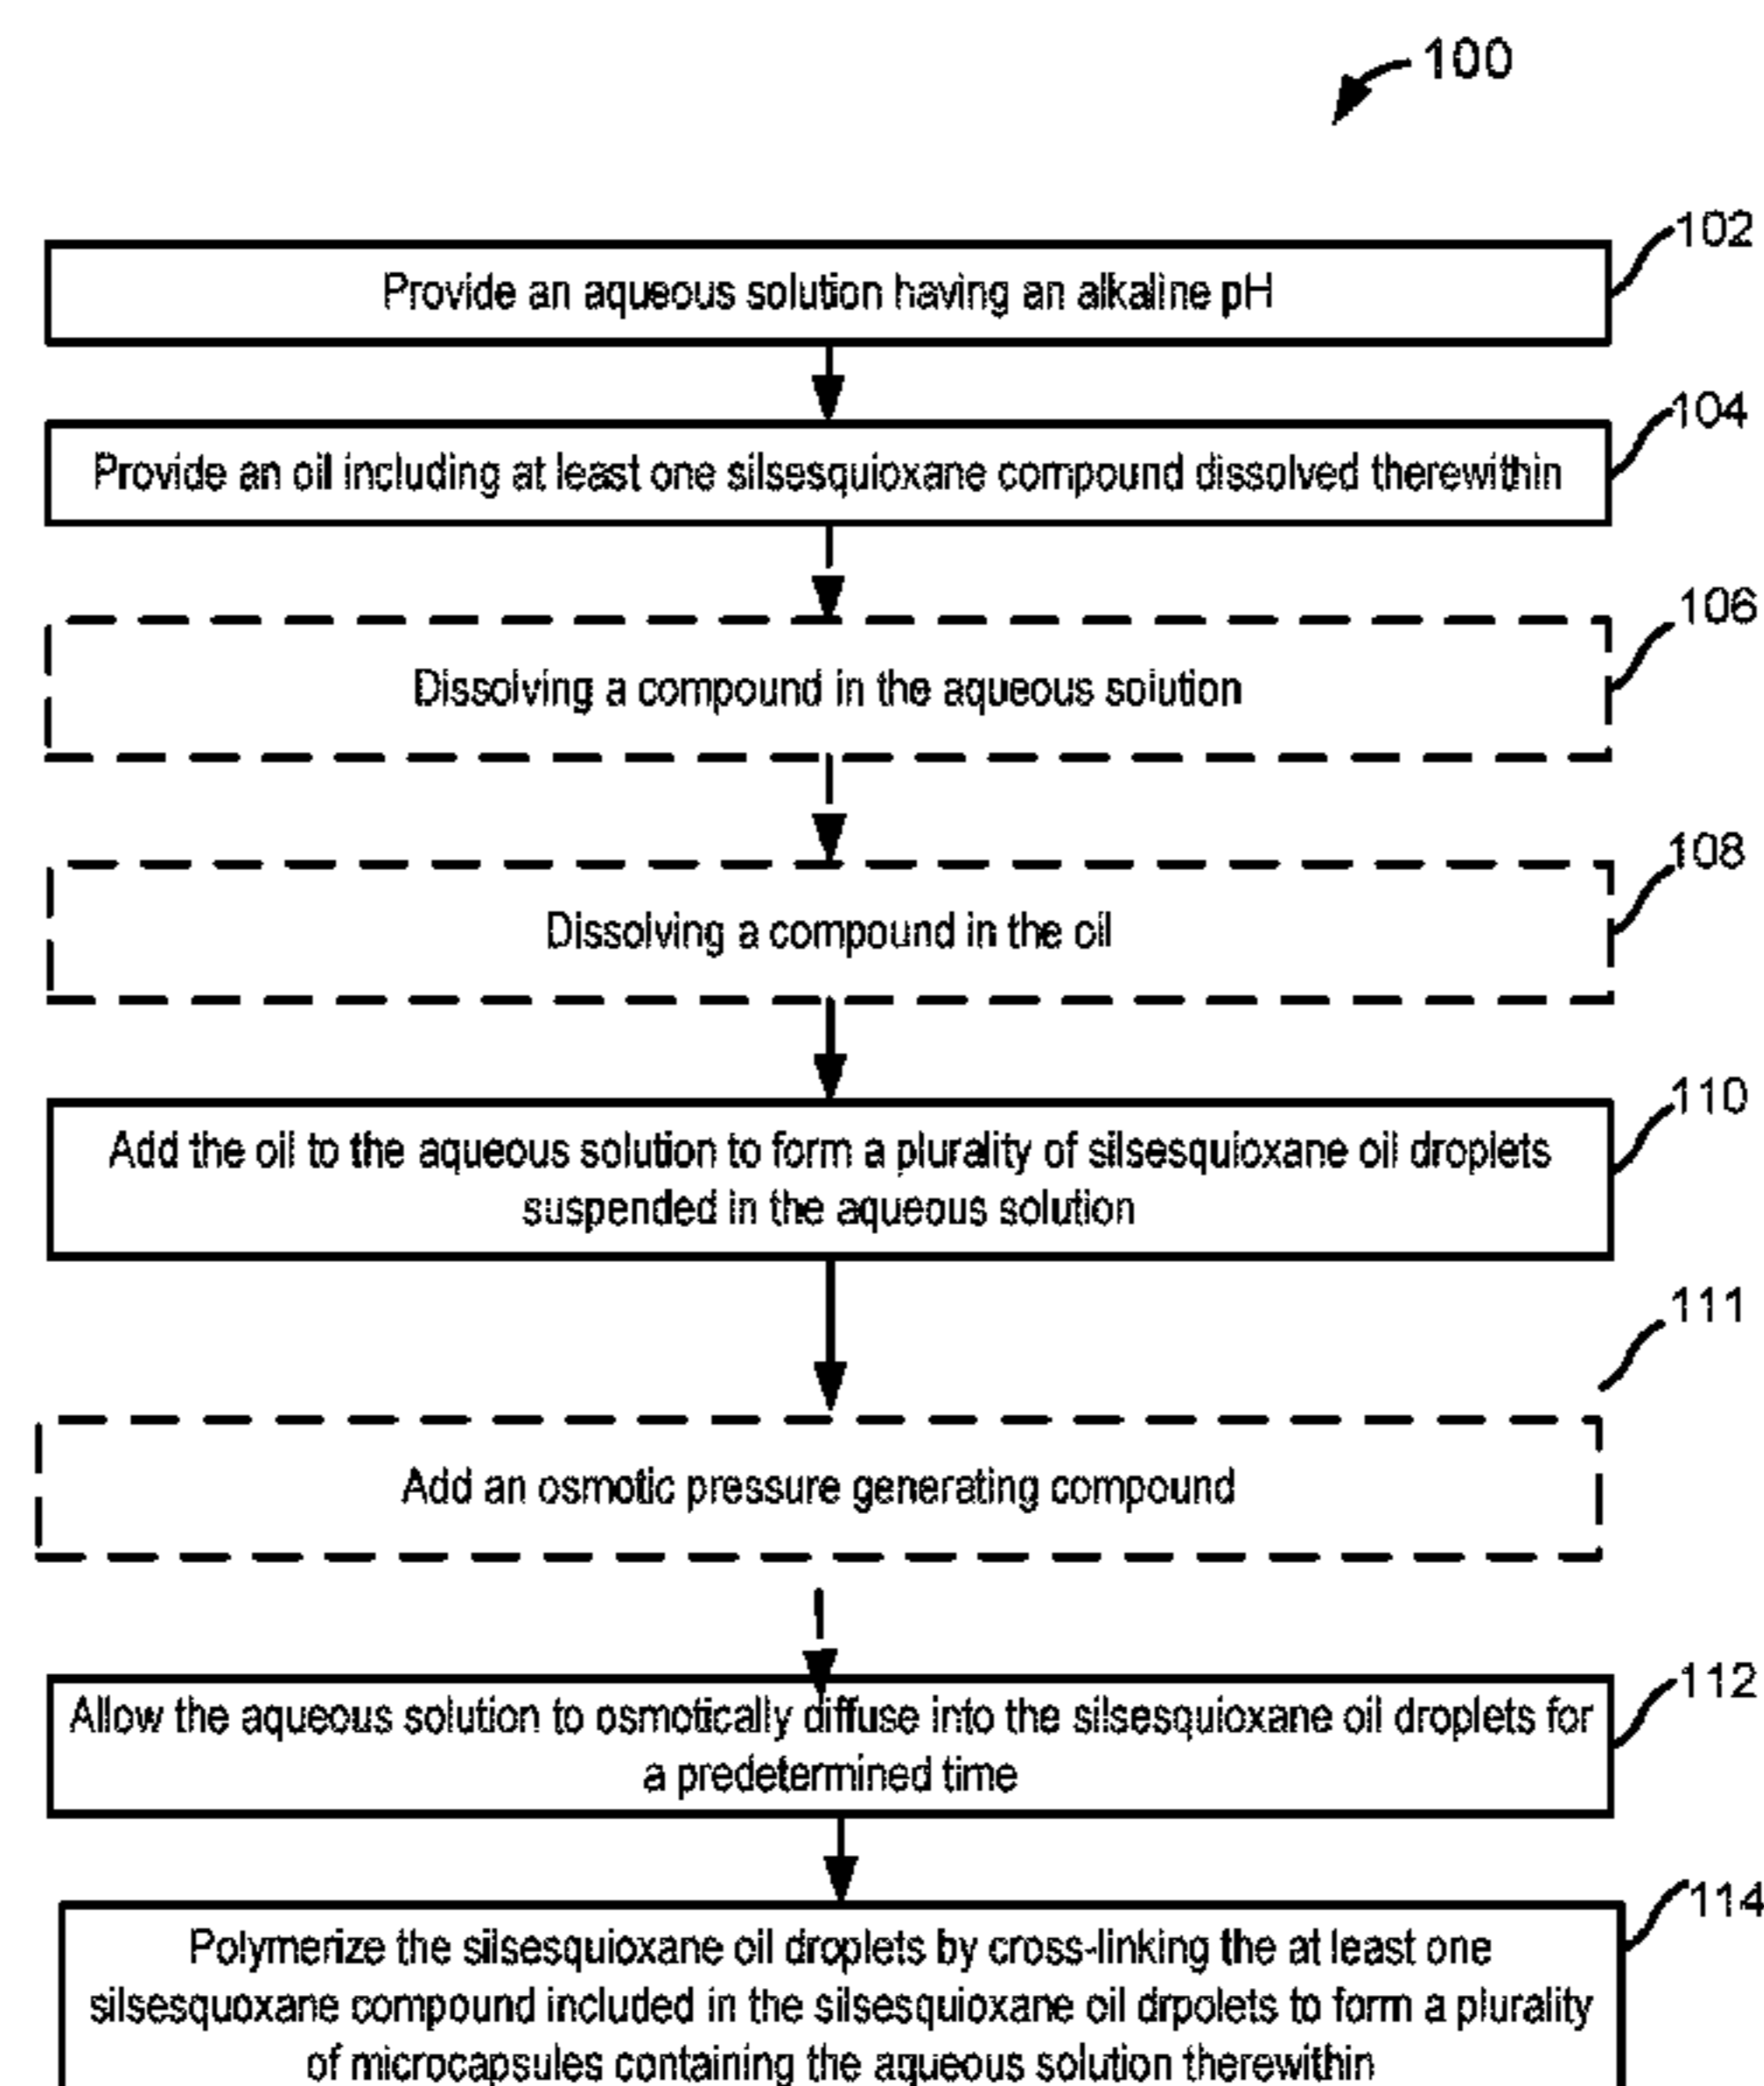 100
102
Provide an aqueous solution having an alkaline pH
104
Provide an oil including at least one silsesquioxane compound dissolved therewithin
106
Dissolving a compound in the aqueous solution
108
Dissolving a compound in the oil
110
Add the oil to the aqueous solution to form a plurality of silsesquioxane oil droplets
suspended in the aqueous solution
111
Add an osmotic pressure generating compound
112
Allow the aqueous solution to osmotically diffuse into the silsesquioxane oil droplets for
a predetermined time
114
Polymerize the silsesquioxane oil droplets by cross-linking the at least one
silsesquoxane compound included in the silsesquioxane oil drpolets to form a plurality
of microcapsules containing the aqueous solution therewithin